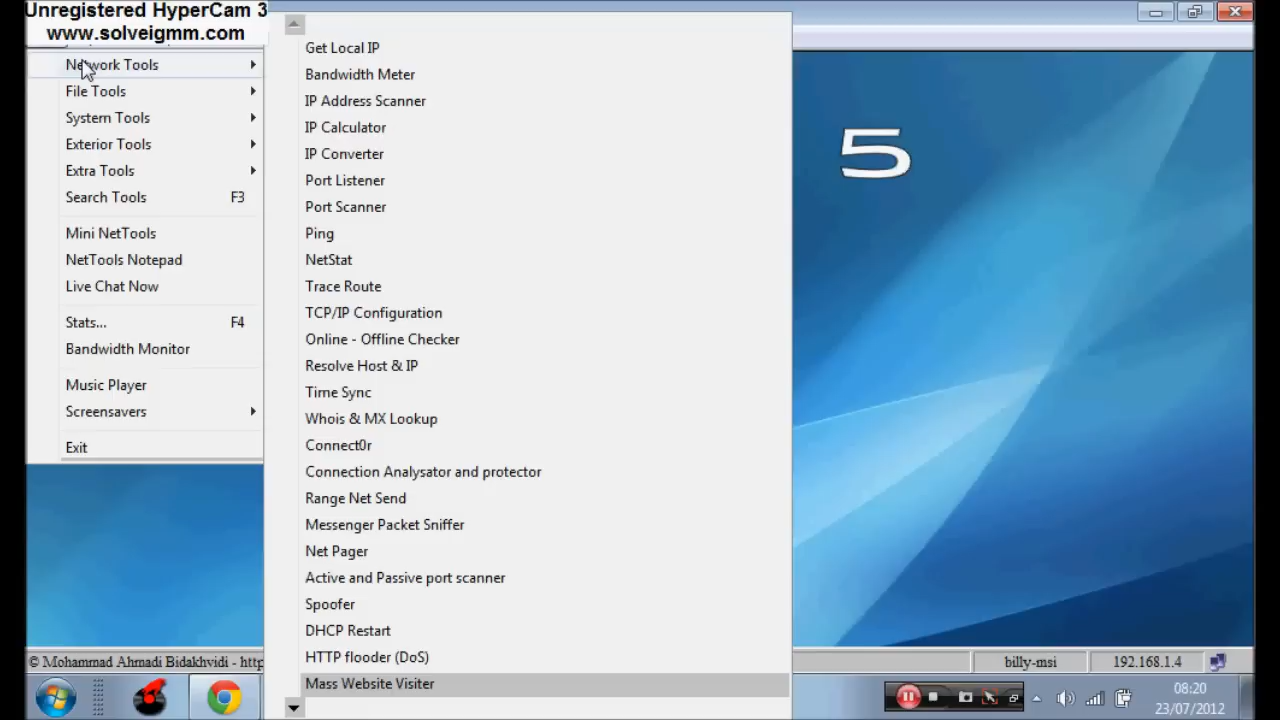 Unregistered HyperCam 3
www.solveigmm.com
Network Tools
File Tools
System Tools
Exterior Tools
Extra Tools
Search Tools F3
Mini NetTools
NetTools Notepad
Live Chat Now
Stats... F4
Bandwidth Monitor
Music Player
Screensavers
Exit
Get Local IP
Bandwidth Meter
IP Address Scanner
IP Calculator
IP Converter
Port Listener
Port Scanner
Ping
NetStat
Trace Route
TCP/IP Configuration
Online - Offline Checker
Resolve Host & IP
Time Sync
Whois & MX Lookup
Connect0r
Connection Analysator and protector
Range Net Send
Messenger Packet Sniffer
Net Pager
Active and Passive port scanner
Spoofer
DHCP Restart
HTTP flooder (DoS)
Mass Website Visiter
5
© Mohammad Ahmadi Bidakhvidi - http
billy-msi
192.168.1.4
08:20
23/07/2012